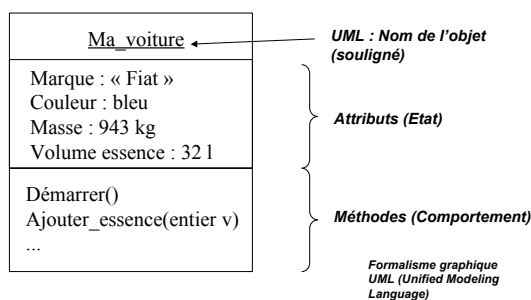 Ma_voiture
UML : Nom de l'objet
(souligné)
Marque : « Fiat »
Couleur : bleu
Masse : 943 kg
Volume essence : 32 l
Attributs (Etat)
Démarrer()
Ajouter_essence(entier v)
...
Méthodes (Comportement)
Formalisme graphique
UML (Unified Modeling
Language)